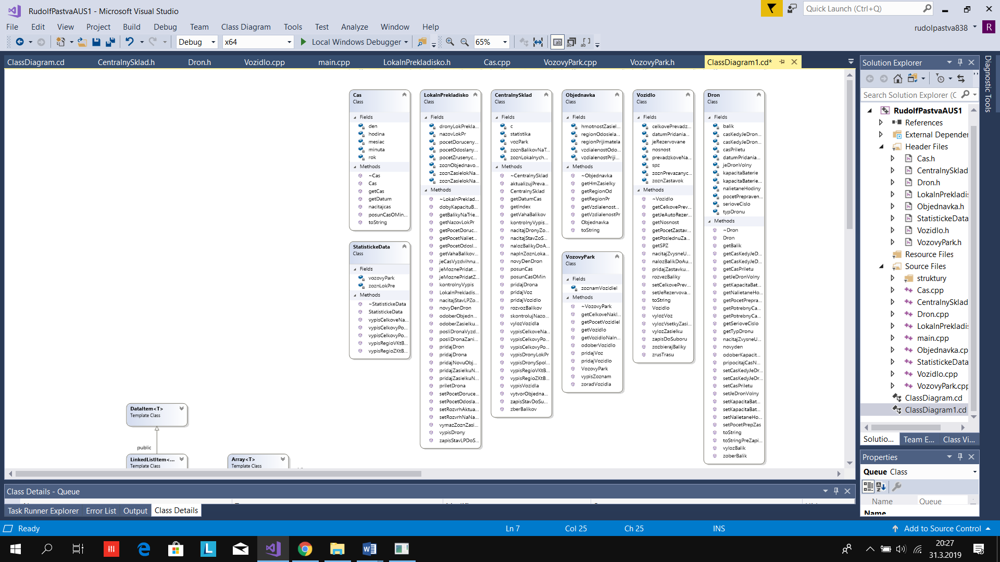 RudolfPastvaAUS1 - Microsoft Visual Studio
Quick Launch (Ctrl+Q)
File Edit View Project Build Debug Team Class Diagram Tools Test Analyze Window Help
rudolpastva838 R
Debug x64 Local Windows Debugger 65%
ClassDiagram.cd CentralnySklad.h Dron.h Vozidlo.cpp main.cpp LokalnPrekladisko.h Cas.cpp VozovyPark.cpp VozovyPark.h ClassDiagram1.cd*
Cas
Class
Fields
den
hodina
mesiac
minuta
rok
Methods
~Cas
Cas
getCas
getDatum
nacitajcas
posunCasOMin...
toString
StatistickeData
Class
Fields
vozovyPark
zoznLokPre
Methods
~StatistickeData
StatistickeData
vypisCelkoveNa...
vypisCelkovyPo...
vypisCelkovyPo...
vypisRegioVKtB...
vypisRegioZKtB...
LokalnPrekladisko
Class
Fields
dronyLokPrekla...
nazovLokPr
pocetDoruceny...
pocetOdoslany...
pocetZrusenyc...
zoznObjednavo...
zoznZasielokNa...
zoznZasielokNa...
Methods
~LokalnPreklad...
dobyKapacituB...
getBalikyNaTrie...
getNazovLokPr
getPocetDoruc...
getPocetNaliet...
getPocetOdosl...
getVahaBalikov...
jeCasVyzdvihnu...
jeMoznePridat...
jeMoznePridatZ...
kontrolnyVypis
LokalnPrekladis...
nacitajStavLPZo...
novyDenDron
odoberObjedn...
odoberZasielku...
posliDronaVyzd...
posliDronaZani...
pridajDron
pridajDrona
pridajNovuObj...
pridajZasielkuN...
pridajZasielkuN...
priletDrona
setPocetDoruce...
setPocetOdosla...
setRozvrhAktua...
setRozvrhNaNa...
vymazZoznZasi...
vypisDrony
zapisStavLPDoS...
CentralnySklad
Class
Fields
c
statistika
vozPark
zoznBalikovNaT...
zoznLokalnych...
Methods
~CentralnySklad
aktualizujPreva...
CentralnySklad
getDatumCas
getIndex
getVahaBalikov
kontrolnyVypis...
nacitajDronyZo...
nacitajStavZoS...
nalozBalikyDoA...
naplnZoznLoka...
novyDenDron
posunCas
posunCasOMin
pridajDrona
pridajVoz
pridajVozidlo
rozvozBalikov
skontrolujNazo...
vylozVozidla
vypisCelkoveNa...
vypisCelkovyPo...
vypisCelkovyPo...
vypisDronyLokPr
vypisDronySpol...
vypisRegioVKtB...
vypisRegioZKtB...
vypisVozidla
vytvorObjedna...
zapisStavDoSu...
zberBalikov
Objednavka
Class
Fields
hmotnostZasiel...
regionOdosiela...
regionPrijimatela
vzdialenostOdo...
vzdialenostPriji...
Methods
~Objednavka
getHmZasielky
getRegionOd
getRegionPr
getVzdialenost...
getVzdialenostPr
Objednavka
toString
VozovyPark
Class
Fields
zoznamVozidiel
Methods
~VozovyPark
getCelkoveNakl...
getPocetVozidiel
getVozidlo
getVozidloNaIn...
odoberVozidlo
pridajVoz
pridajVozidlo
VozovyPark
vypisZoznam
zoradVozidla
Vozidlo
Class
Fields
celkovePrevadz...
datumPridania...
jeRezervovane
nosnost
prevadzkoveNa...
spz
zoznPrevazanyc...
zoznZastavok
Methods
~Vozidlo
getCelkovePrev...
getJeAutoRezer...
getNosnost
getPocetZastav...
getPoslednuZa...
getSPZ
nacitajZvysneU...
nalozBalikDoAu...
pridajZastavku...
rozvezBaliky
setCelkovePrev...
setJeRezervova...
toString
Vozidlo
vylozVoz
vylozVsetkyZasi...
vylozZasielku
zapisDoSuboru
zozbierajBaliky
zrusTrasu
Dron
Class
Fields
balik
casKedyJeDron...
casKedyJeDron...
casPriletu
datumPridania...
jeDronVolny
kapacitaBaterie
kapacitaBaterie...
nalietaneHodiny
pocetPrepraven...
serioveCislo
typDronu
Methods
~Dron
Dron
getBalik
getCasKedyJeD...
getCasKedyJeD...
getCasPriletu
getJeDronVolny
getKapacitaBat...
getNalietaneHo...
getPocetPrepra...
getPotrebnyCa...
getPotrebnyCa...
getSerioveCislo
getTypDronu
nacitajZvysneU...
novyden
odoberKapacit...
pripocitajCasN...
setCasKedyJeDr...
setCasKedyJeDr...
setCasPriletu
setJeDronVolny
setKapacitaBat...
setKapacitaBat...
setNalietaneHo...
setPocetPrepZas
toString
toStringPreZapi...
vylozBalik
zoberBalik
DataItem<T>
Template Class
public
LinkedListItem<...
Template Class
Array<T>
Template Class
Solution Explorer
Search Solution Explorer (C
RudolfPastvaAUS1
References
External Depender
Header Files
Cas.h
CentralnySklad
Dron.h
LokalnPrekladis
Objednavka.h
StatistickeData
Vozidlo.h
VozovyPark.h
Resource Files
Source Files
struktury
Cas.cpp
CentralnySklad
Dron.cpp
LokalnPrekladis
main.cpp
Objednavka.cp
StatistickeData
Vozidlo.cpp
VozovyPark.cpp
ClassDiagram.cd
ClassDiagram1.cd
Solutio... Team E... Class Vi...
Properties
Queue Class
Name Queue
Name
Diagnostic Tools
Class Details - Queue
Task Runner Explorer Error List Output Class Details
Ready Ln 7 Col 25 Ch 25 INS Add to Source Control
20:27
31.3.2019